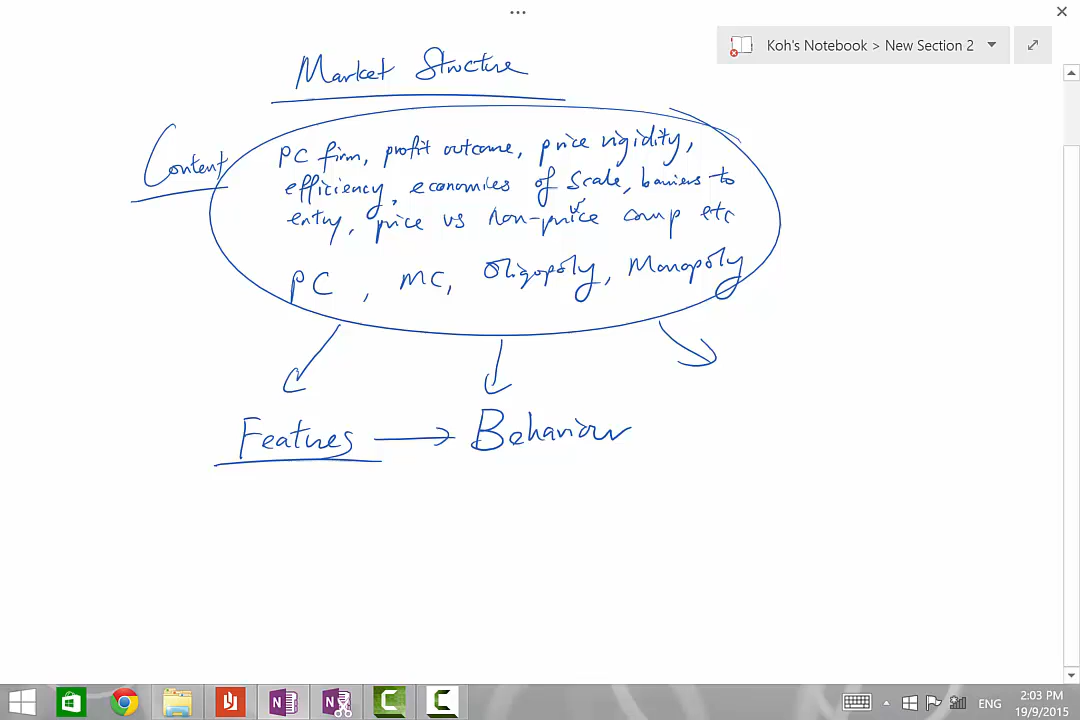 Koh's Notebook > New Section 2
Market Structure
Content
PC firm, profit outcome, price rigidity,
efficiency, economies of scale, barriers to
entry, price vs non-price comp etc
PC, MC, Oligopoly, Monopoly
Features → Behaviour
ENG
2:03 PM
19/9/2015